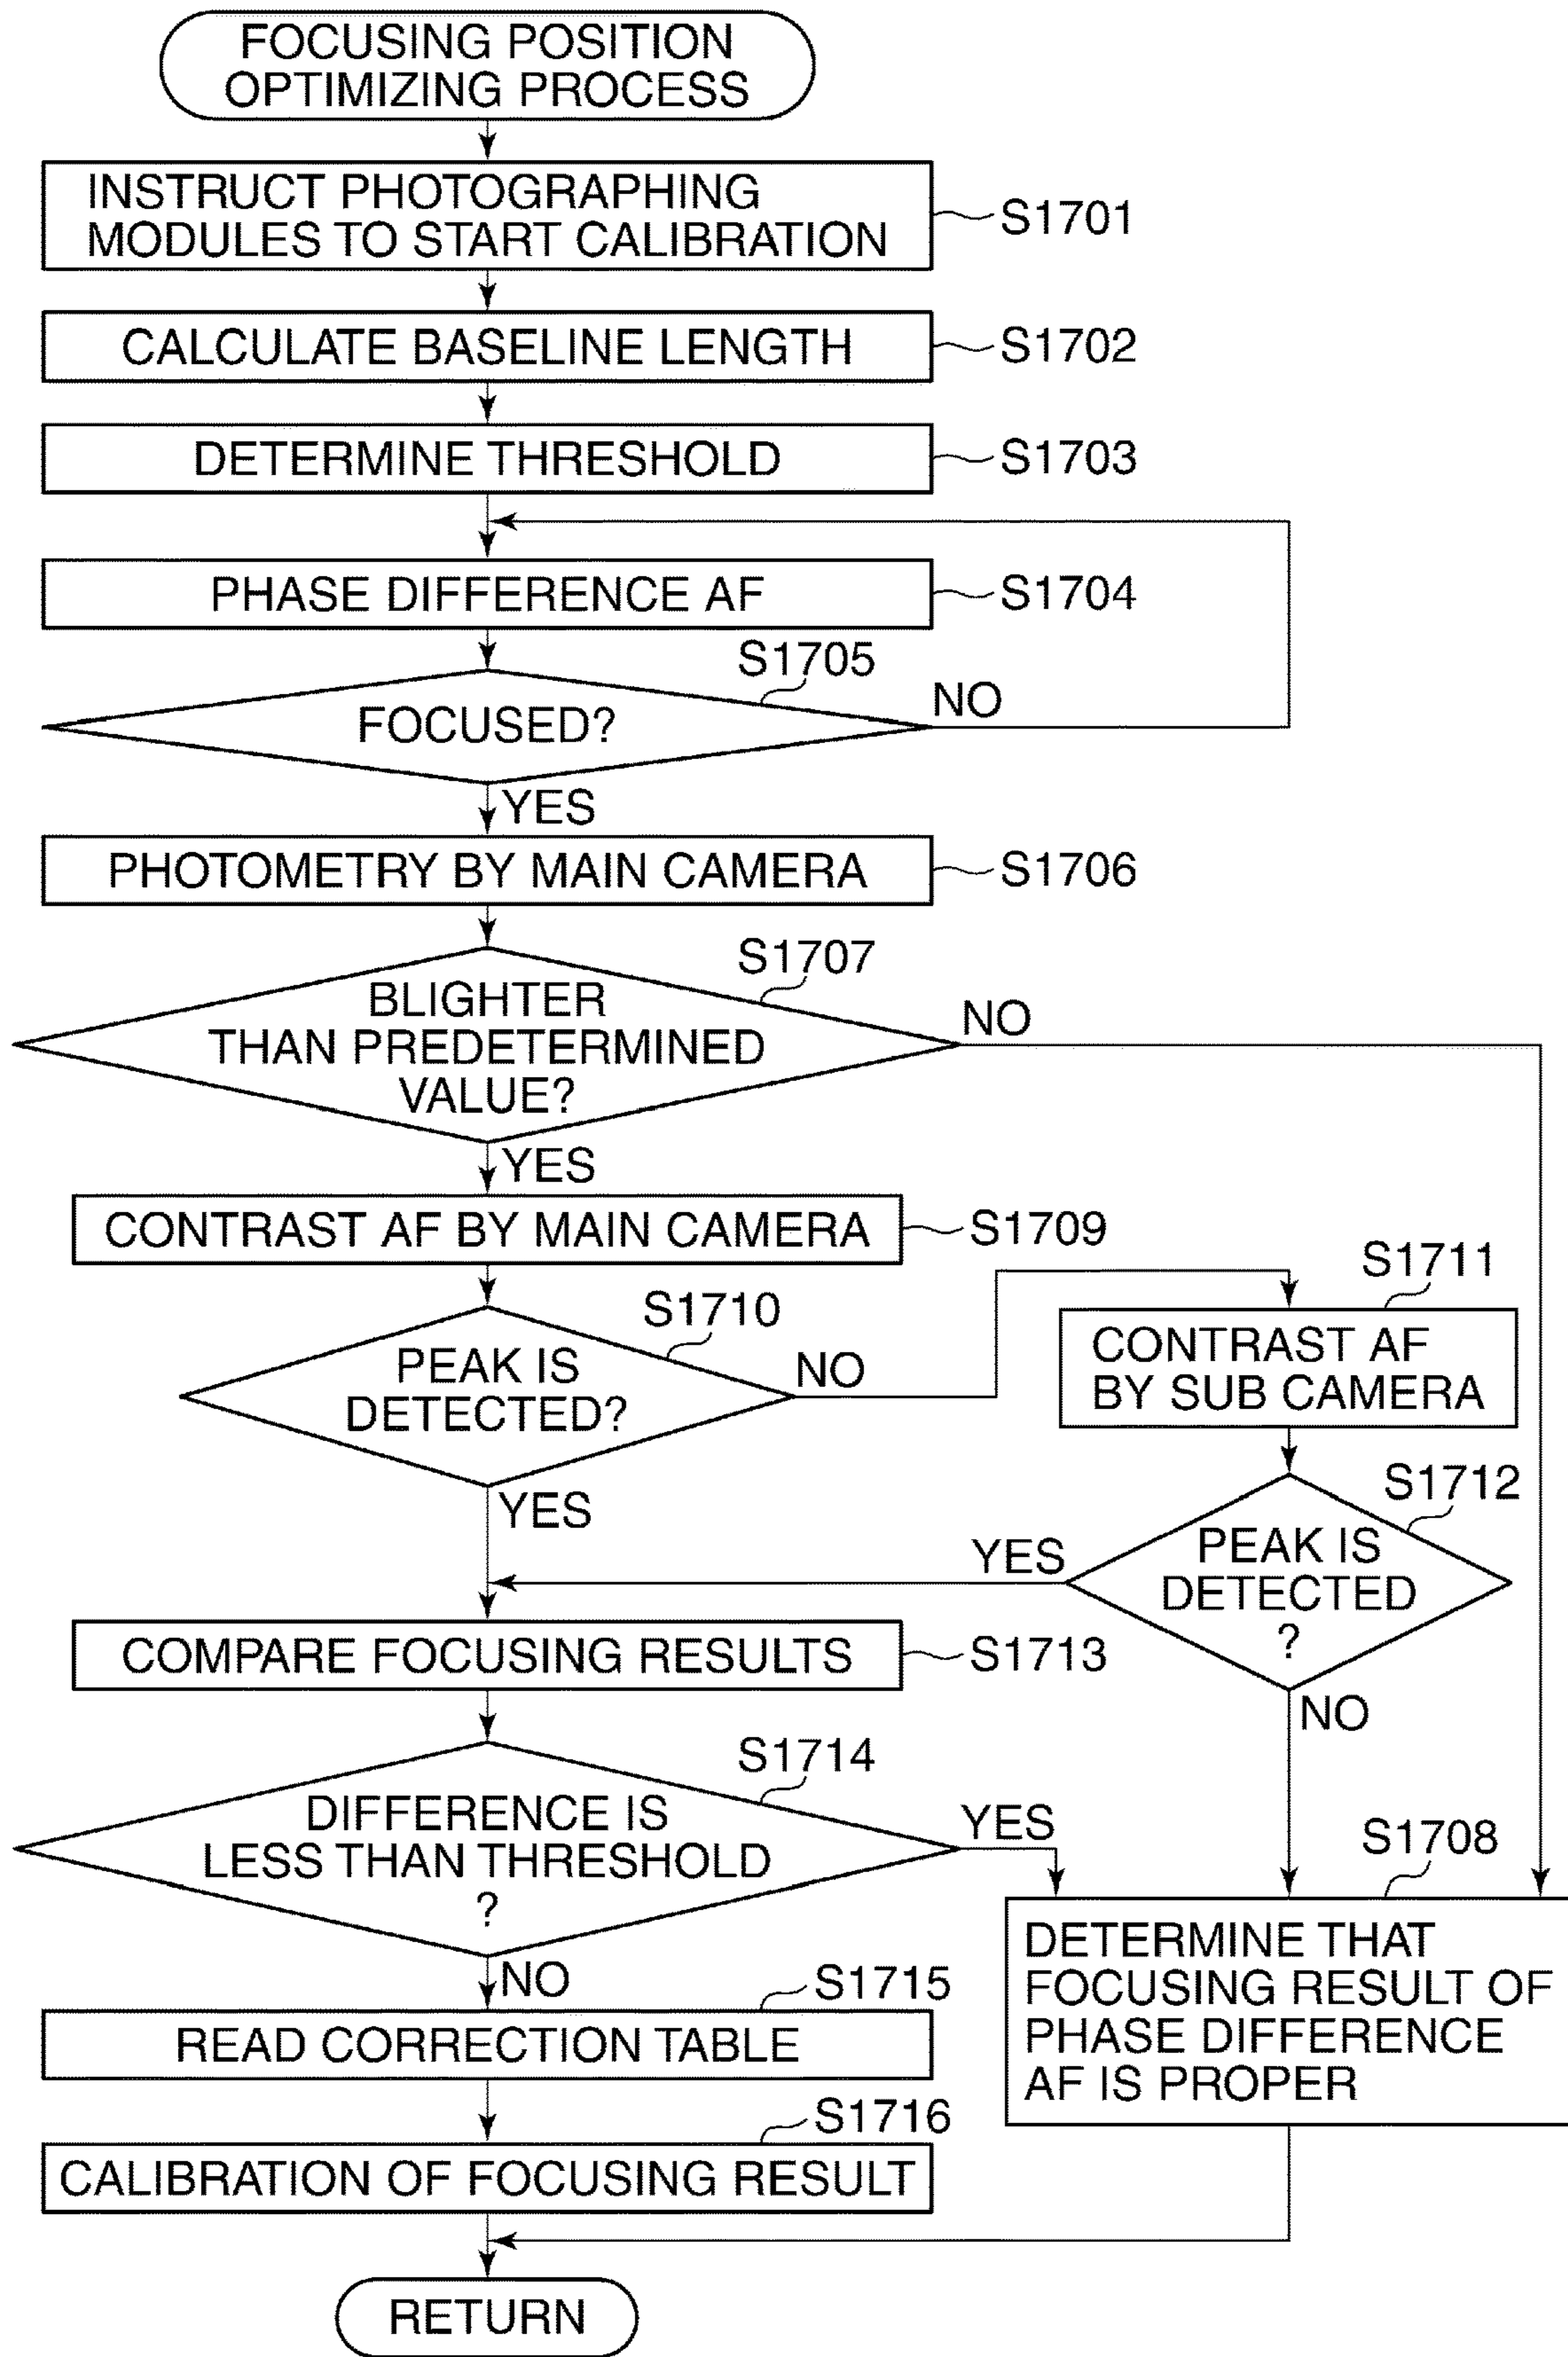 FOCUSING POSITION
OPTIMIZING PROCESS
INSTRUCT PHOTOGRAPHING
MODULES TO START CALIBRATION
S1701
CALCULATE BASELINE LENGTH
S1702
DETERMINE THRESHOLD
S1703
PHASE DIFFERENCE AF
S1704
S1705
FOCUSED?
NO
YES
PHOTOMETRY BY MAIN CAMERA
S1706
S1707
BLIGHTER
THAN PREDETERMINED
VALUE?
NO
YES
CONTRAST AF BY MAIN CAMERA
S1709
S1710
PEAK IS
DETECTED?
NO
YES
S1711
CONTRAST AF
BY SUB CAMERA
S1712
PEAK IS
DETECTED
?
YES
NO
COMPARE FOCUSING RESULTS
S1713
S1714
DIFFERENCE IS
LESS THAN THRESHOLD
?
YES
NO
S1708
DETERMINE THAT
FOCUSING RESULT OF
PHASE DIFFERENCE
AF IS PROPER
S1715
READ CORRECTION TABLE
S1716
CALIBRATION OF FOCUSING RESULT
RETURN